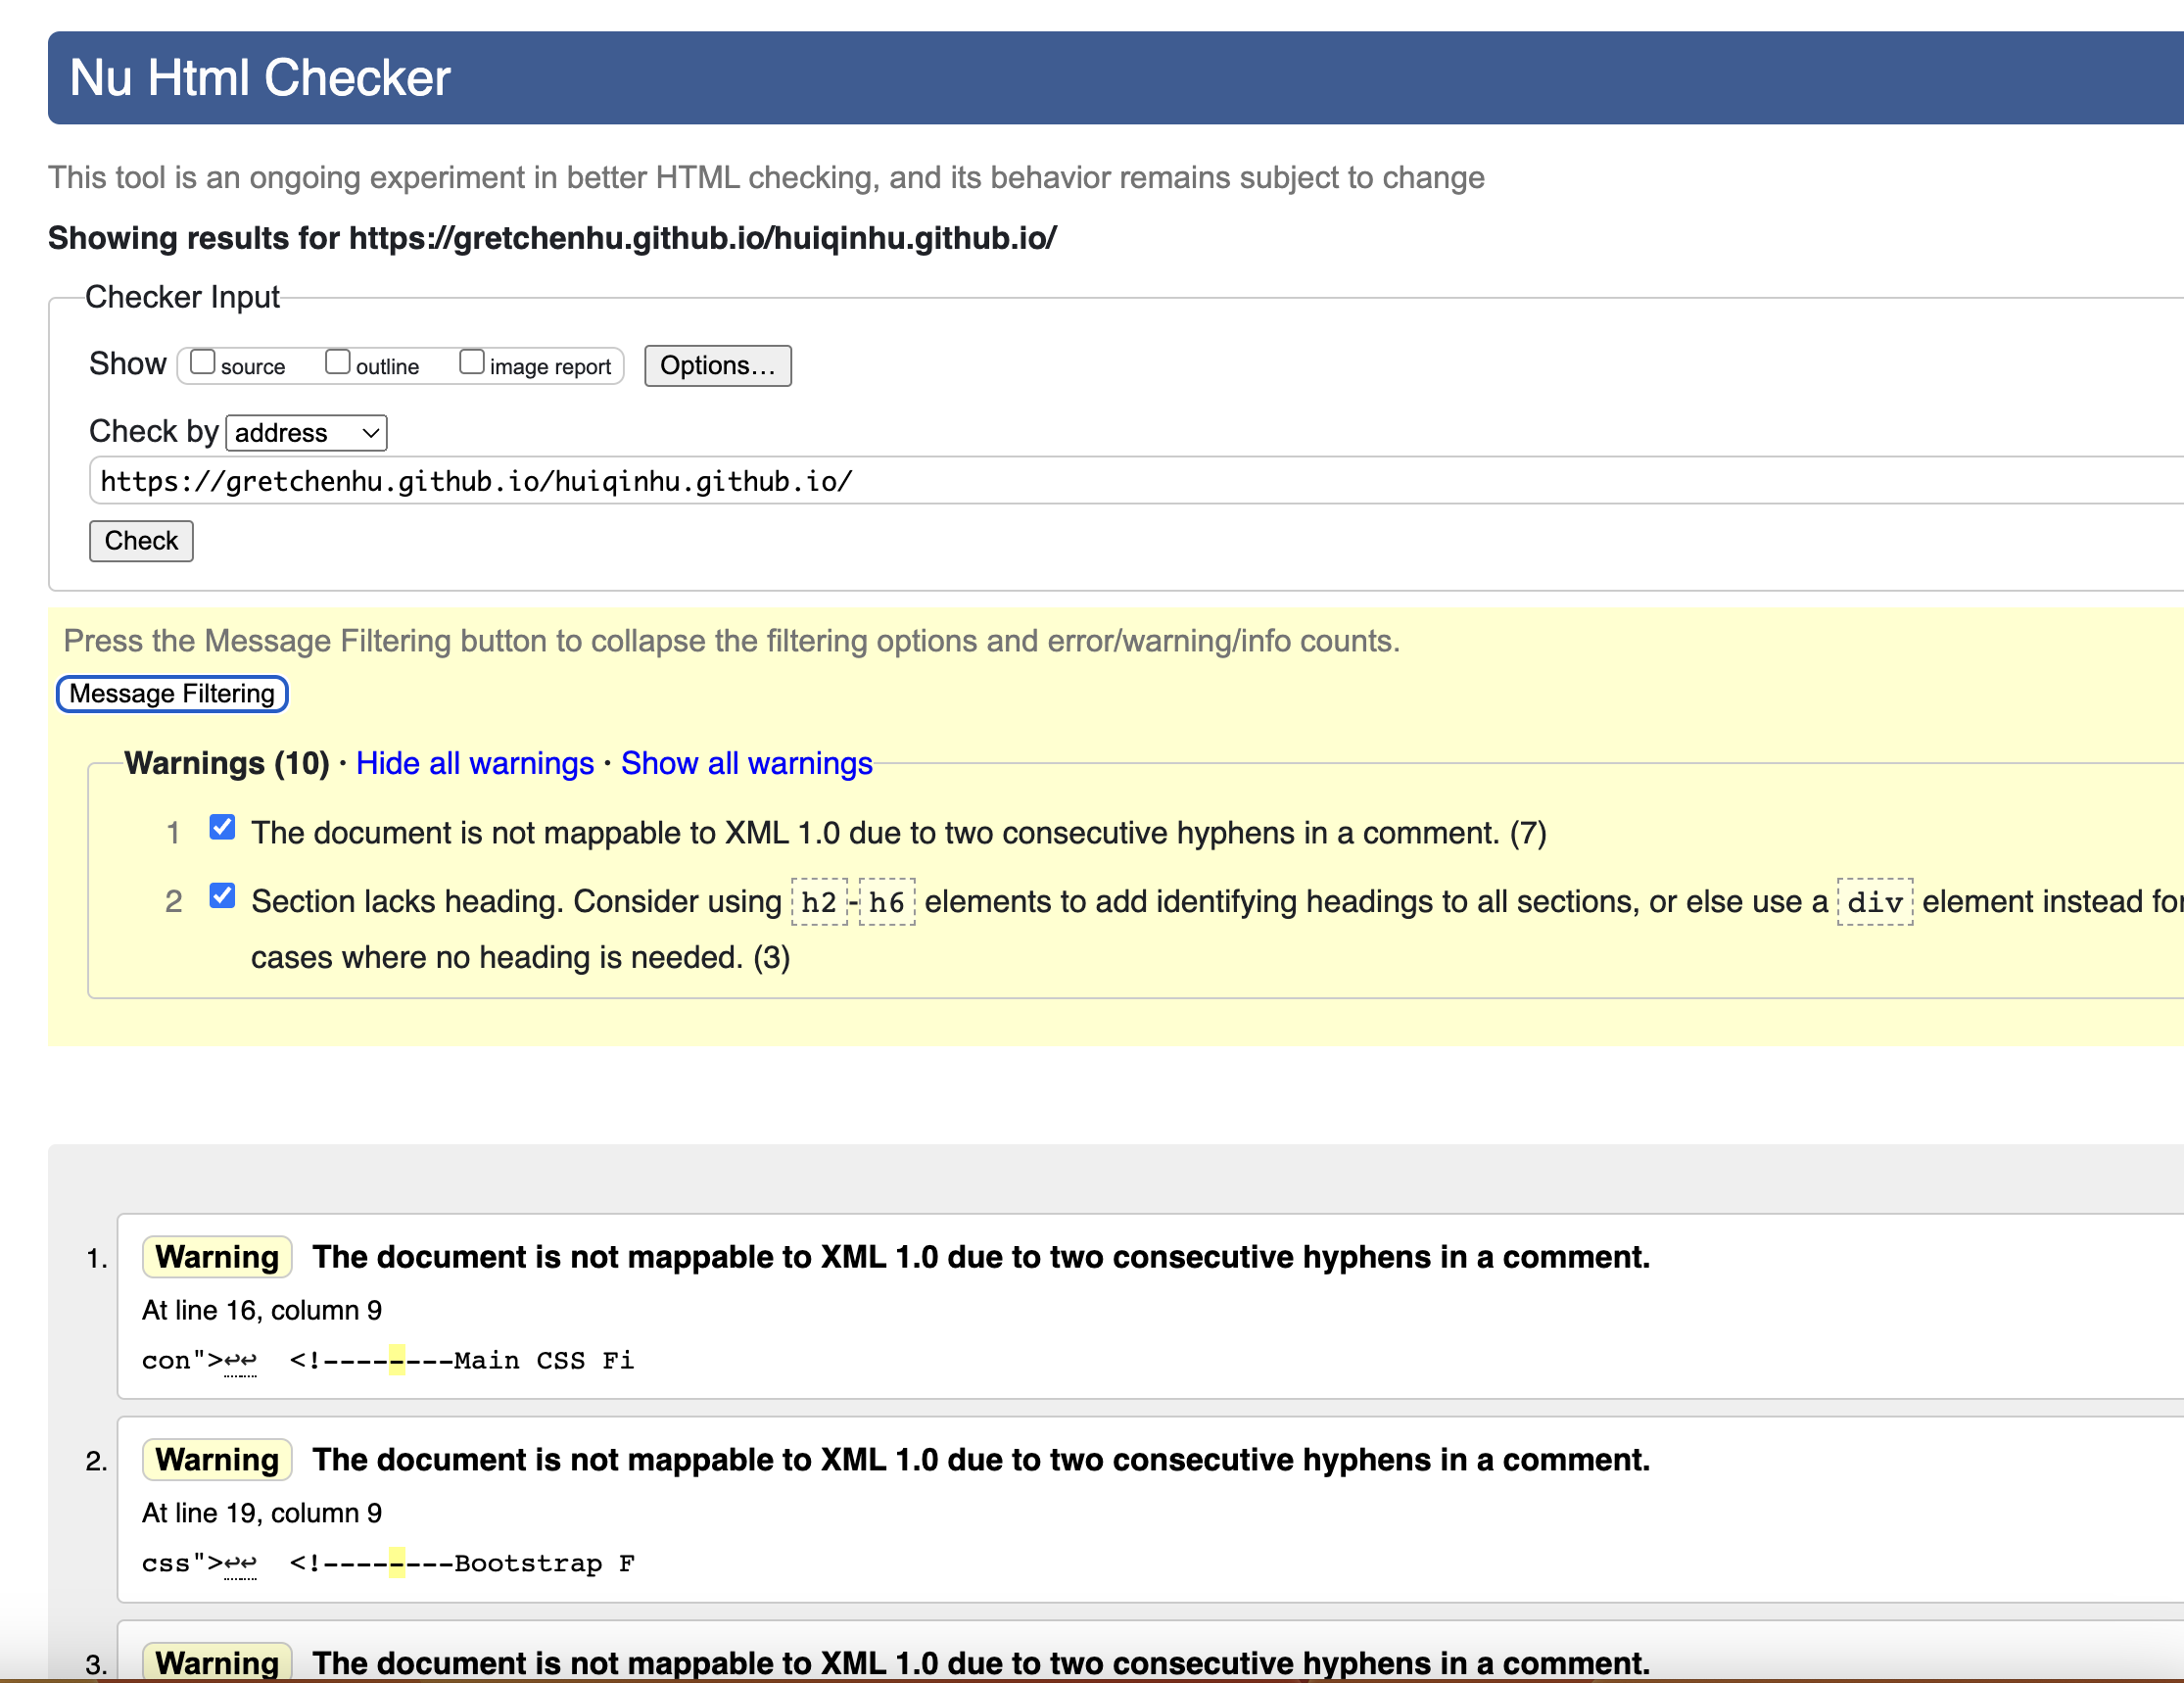 Nu Html Checker
This tool is an ongoing experiment in better HTML checking, and its behavior remains subject to change
Showing results for https://gretchenhu.github.io/huiqinhu.github.io/
Checker Input
Show source outline image report Options...
Check by address
https://gretchenhu.github.io/huiqinhu.github.io/
Check
Press the Message Filtering button to collapse the filtering options and error/warning/info counts.
Message Filtering
Warnings (10) · Hide all warnings · Show all warnings
1 The document is not mappable to XML 1.0 due to two consecutive hyphens in a comment. (7)
2 Section lacks heading. Consider using h2-h6 elements to add identifying headings to all sections, or else use a div element instead for
cases where no heading is needed. (3)
1. Warning The document is not mappable to XML 1.0 due to two consecutive hyphens in a comment.
At line 16, column 9
con">↩↩  <!--------Main CSS Fi
2. Warning The document is not mappable to XML 1.0 due to two consecutive hyphens in a comment.
At line 19, column 9
css">↩↩  <!--------Bootstrap F
3. Warning The document is not mappable to XML 1.0 due to two consecutive hyphens in a comment.